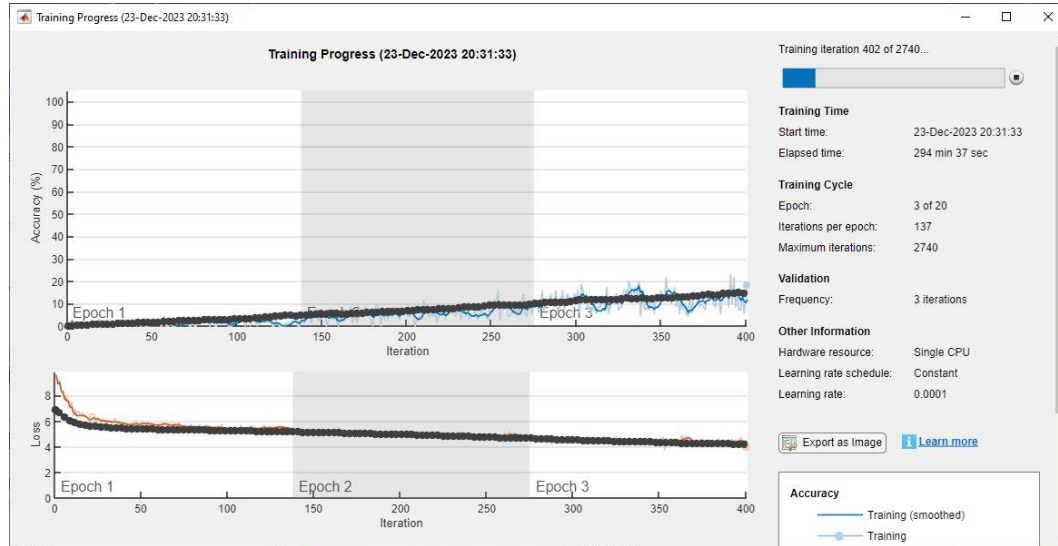 Training Progress (23-Dec-2023 20:31:33)
Training Progress (23-Dec-2023 20:31:33)
100
90
80
70
60
50
40
30
20
10
0
Accuracy (%)
Epoch 1
Epoch 3
0 50 100 150 200 250 300 350 400
Iteration
8
6
4
2
0
Loss
Epoch 1 Epoch 2 Epoch 3
0 50 100 150 200 250 300 350 400
Iteration
Training iteration 402 of 2740...
Training Time
Start time: 23-Dec-2023 20:31:33
Elapsed time: 294 min 37 sec
Training Cycle
Epoch: 3 of 20
Iterations per epoch: 137
Maximum iterations: 2740
Validation
Frequency: 3 iterations
Other Information
Hardware resource: Single CPU
Learning rate schedule: Constant
Learning rate: 0.0001
Export as Image
i Learn more
Accuracy
Training (smoothed)
Training